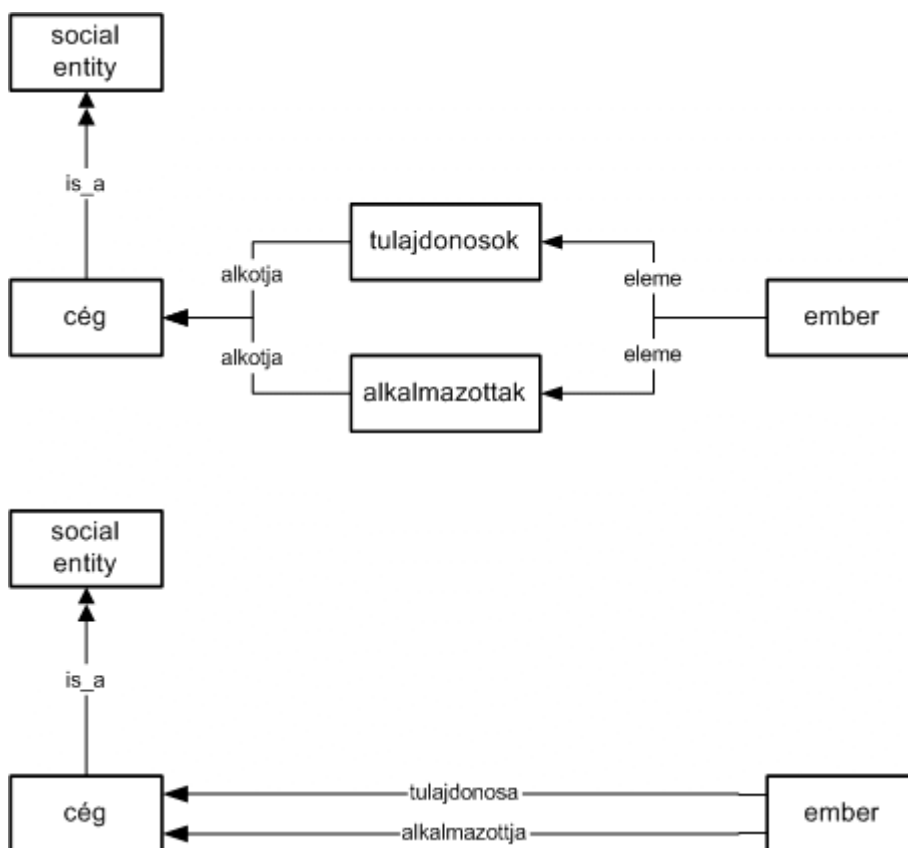 social
entity
is_a
tulajdonosok
alkotja
eleme
cég
ember
alkotja
eleme
alkalmazottak
social
entity
is_a
tulajdonosa
cég
ember
alkalmazottja